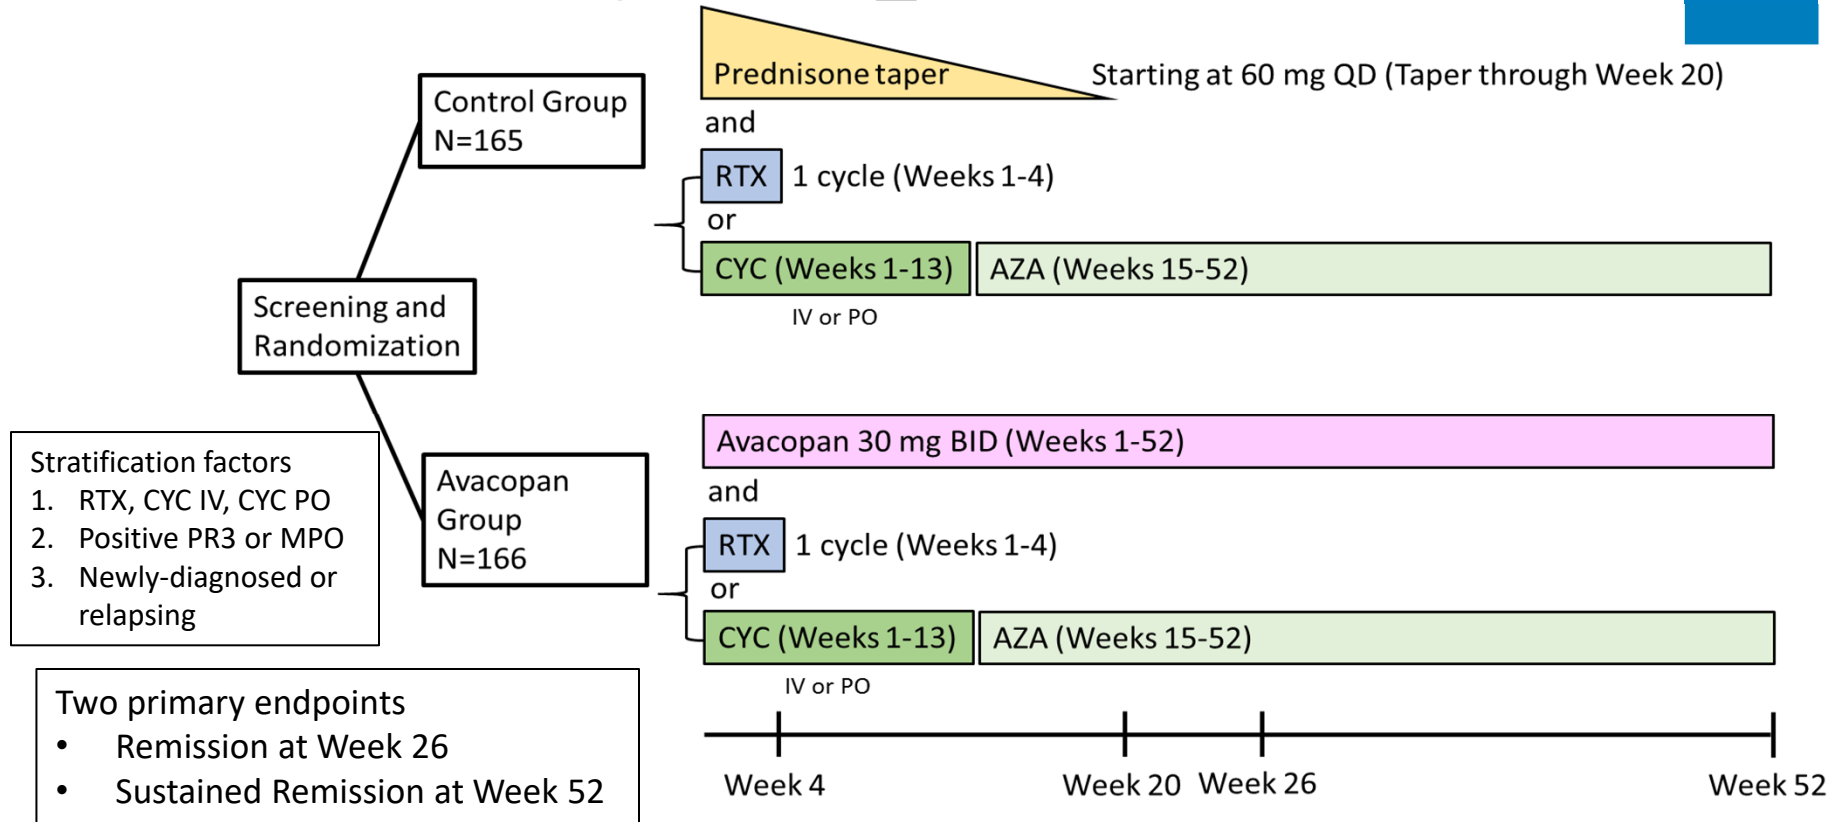 Prednisone taper
Starting at 60 mg QD (Taper through Week 20)
Control Group
N=165
and
RTX
1 cycle (Weeks 1-4)
or
CYC (Weeks 1-13)
AZA (Weeks 15-52)
IV or PO
Screening and
Randomization
Avacopan 30 mg BID (Weeks 1-52)
Stratification factors
1. RTX, CYC IV, CYC PO
2. Positive PR3 or MPO
3. Newly-diagnosed or
relapsing
Avacopan
Group
N=166
and
RTX
1 cycle (Weeks 1-4)
or
CYC (Weeks 1-13)
AZA (Weeks 15-52)
IV or PO
Two primary endpoints
• Remission at Week 26
• Sustained Remission at Week 52
Week 4
Week 20
Week 26
Week 52